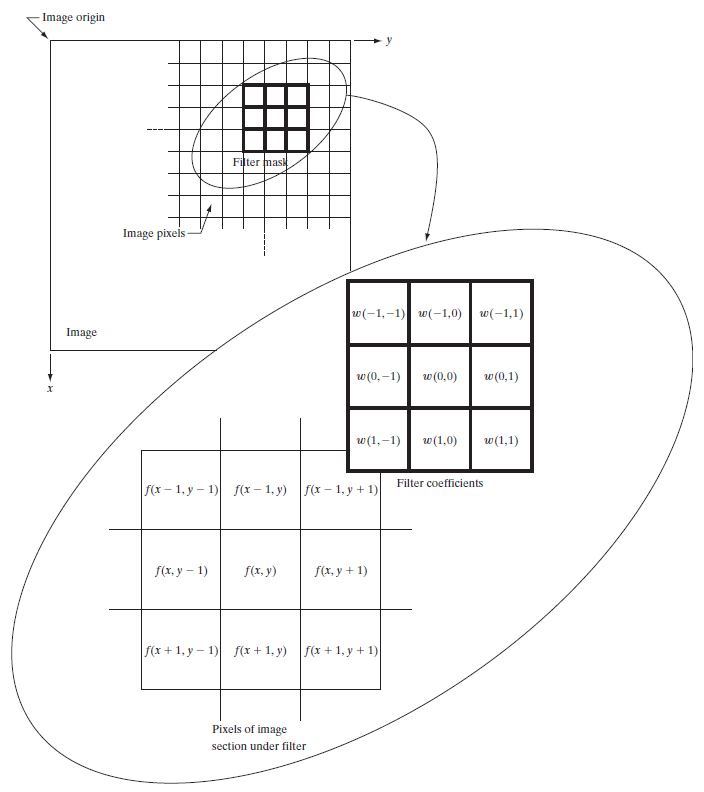 Image origin
y
Filter mask
Image pixels
Image
x
w(−1,−1) w(−1,0) w(−1,1)
w(0,−1) w(0,0) w(0,1)
w(1,−1) w(1,0) w(1,1)
Filter coefficients
f(x − 1, y − 1) f(x − 1, y) f(x − 1, y + 1)
f(x, y − 1) f(x, y) f(x, y + 1)
f(x + 1, y − 1) f(x + 1, y) f(x + 1, y + 1)
Pixels of image
section under filter